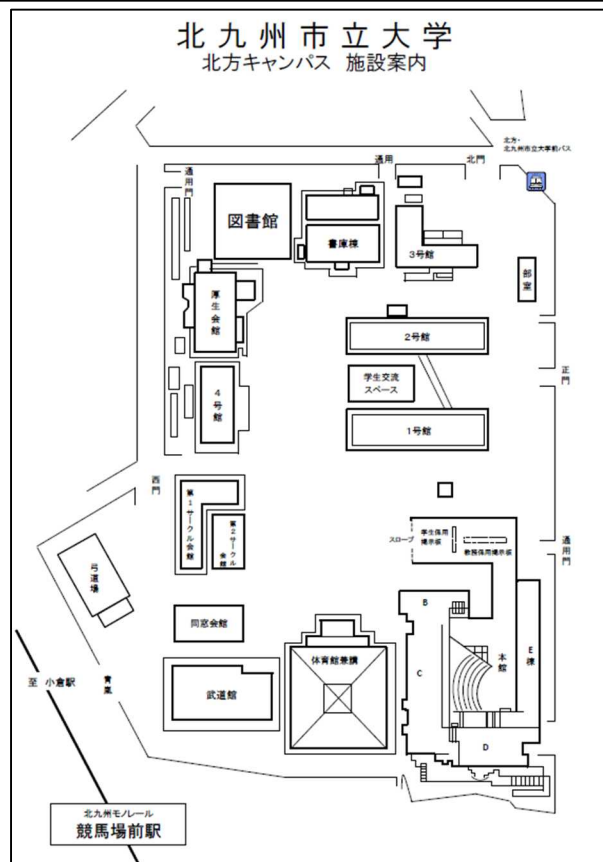 北九州市立大学
北方キャンパス 施設案内
北方・
北九州市立大学前バス
通用
北門
通用門
図書館
書庫棟
3号館
部室
厚生会館
2号館
学生交流
スペース
正門
4号館
1号館
西門
第1サークル会館
第2サークル会館
スロープ
学生係用
掲示板
教務係用掲示板
通用門
弓道場
B
同窓会館
体育館兼講
本館
E棟
C
至 小倉駅
青嵐
武道館
D
北九州モノレール
競馬場前駅